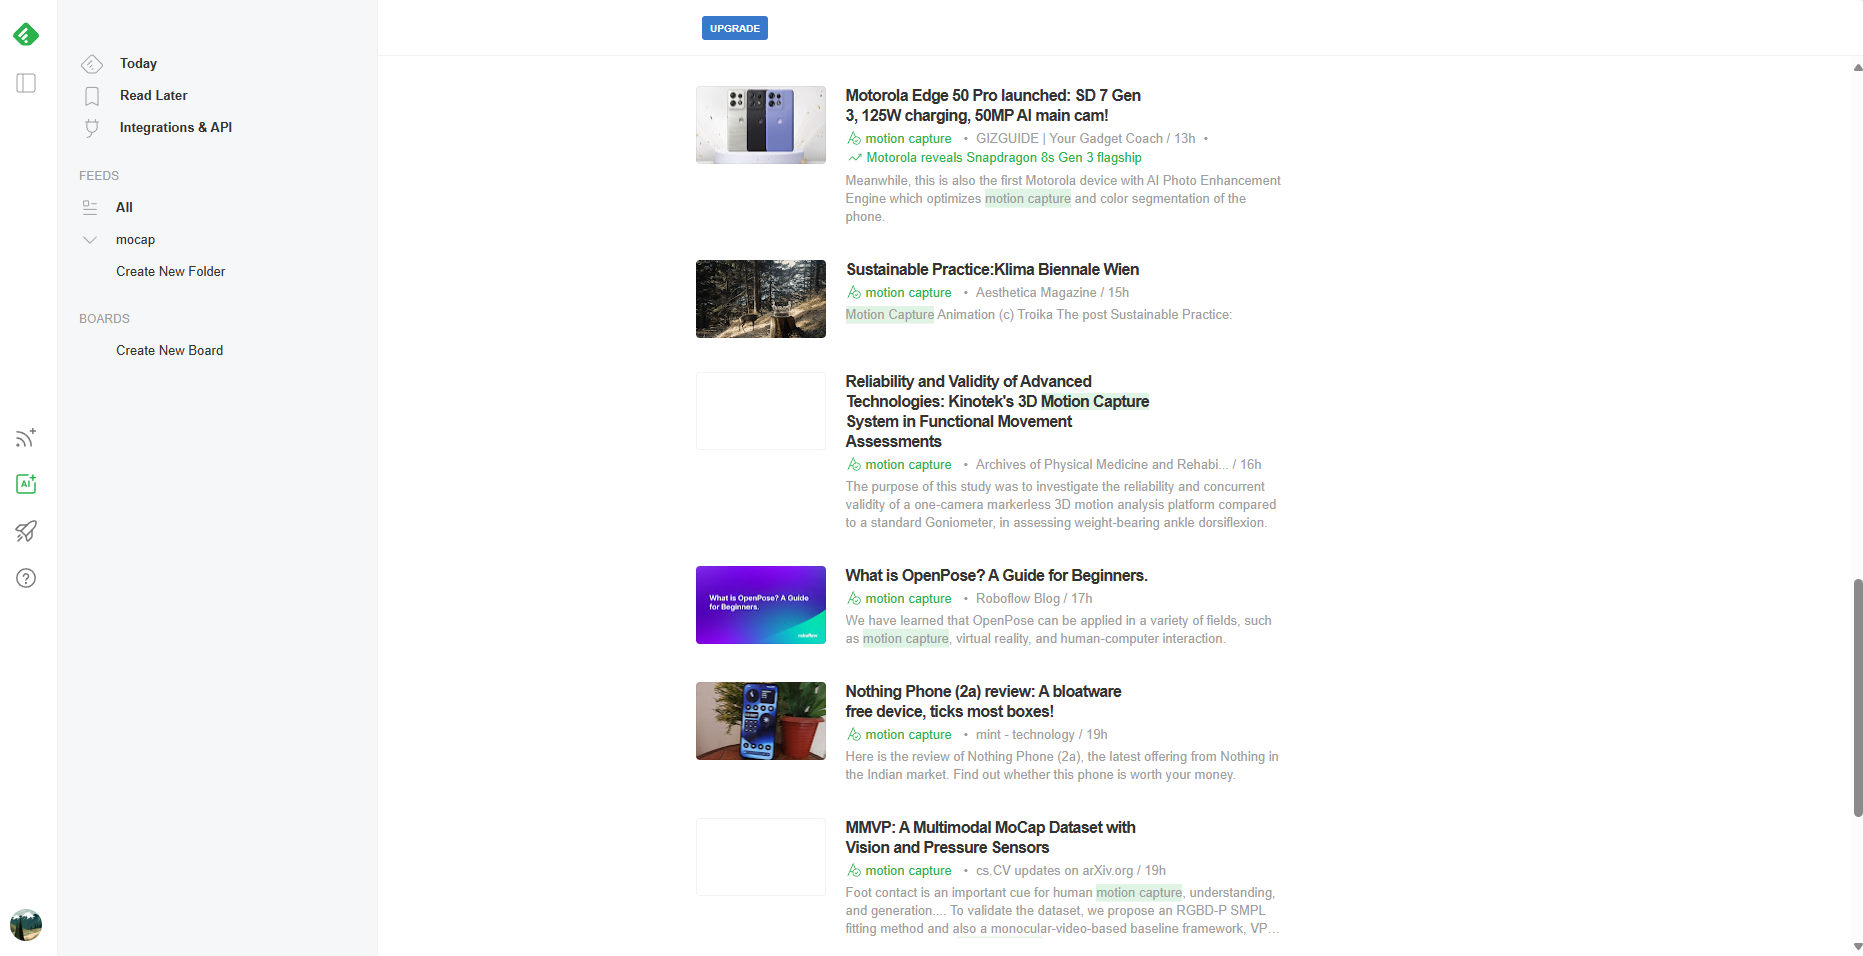 UPGRADE
Today
Read Later
Integrations & API
FEEDS
All
mocap
Create New Folder
BOARDS
Create New Board
AI
Motorola Edge 50 Pro launched: SD 7 Gen
3, 125W charging, 50MP AI main cam!
motion capture • GIZGUIDE | Your Gadget Coach / 13h •
Motorola reveals Snapdragon 8s Gen 3 flagship
Meanwhile, this is also the first Motorola device with AI Photo Enhancement
Engine which optimizes motion capture and color segmentation of the
phone.
Sustainable Practice:Klima Biennale Wien
motion capture • Aesthetica Magazine / 15h
Motion Capture Animation (c) Troika The post Sustainable Practice:
Reliability and Validity of Advanced
Technologies: Kinotek's 3D Motion Capture
System in Functional Movement
Assessments
motion capture • Archives of Physical Medicine and Rehabi... / 16h
The purpose of this study was to investigate the reliability and concurrent
validity of a one-camera markerless 3D motion analysis platform compared
to a standard Goniometer, in assessing weight-bearing ankle dorsiflexion.
What is OpenPose? A Guide
for Beginners.
roboflow
What is OpenPose? A Guide for Beginners.
motion capture • Roboflow Blog / 17h
We have learned that OpenPose can be applied in a variety of fields, such
as motion capture, virtual reality, and human-computer interaction.
Nothing Phone (2a) review: A bloatware
free device, ticks most boxes!
motion capture • mint - technology / 19h
Here is the review of Nothing Phone (2a), the latest offering from Nothing in
the Indian market. Find out whether this phone is worth your money.
MMVP: A Multimodal MoCap Dataset with
Vision and Pressure Sensors
motion capture • cs.CV updates on arXiv.org / 19h
Foot contact is an important cue for human motion capture, understanding,
and generation.... To validate the dataset, we propose an RGBD-P SMPL
fitting method and also a monocular-video-based baseline framework, VP...